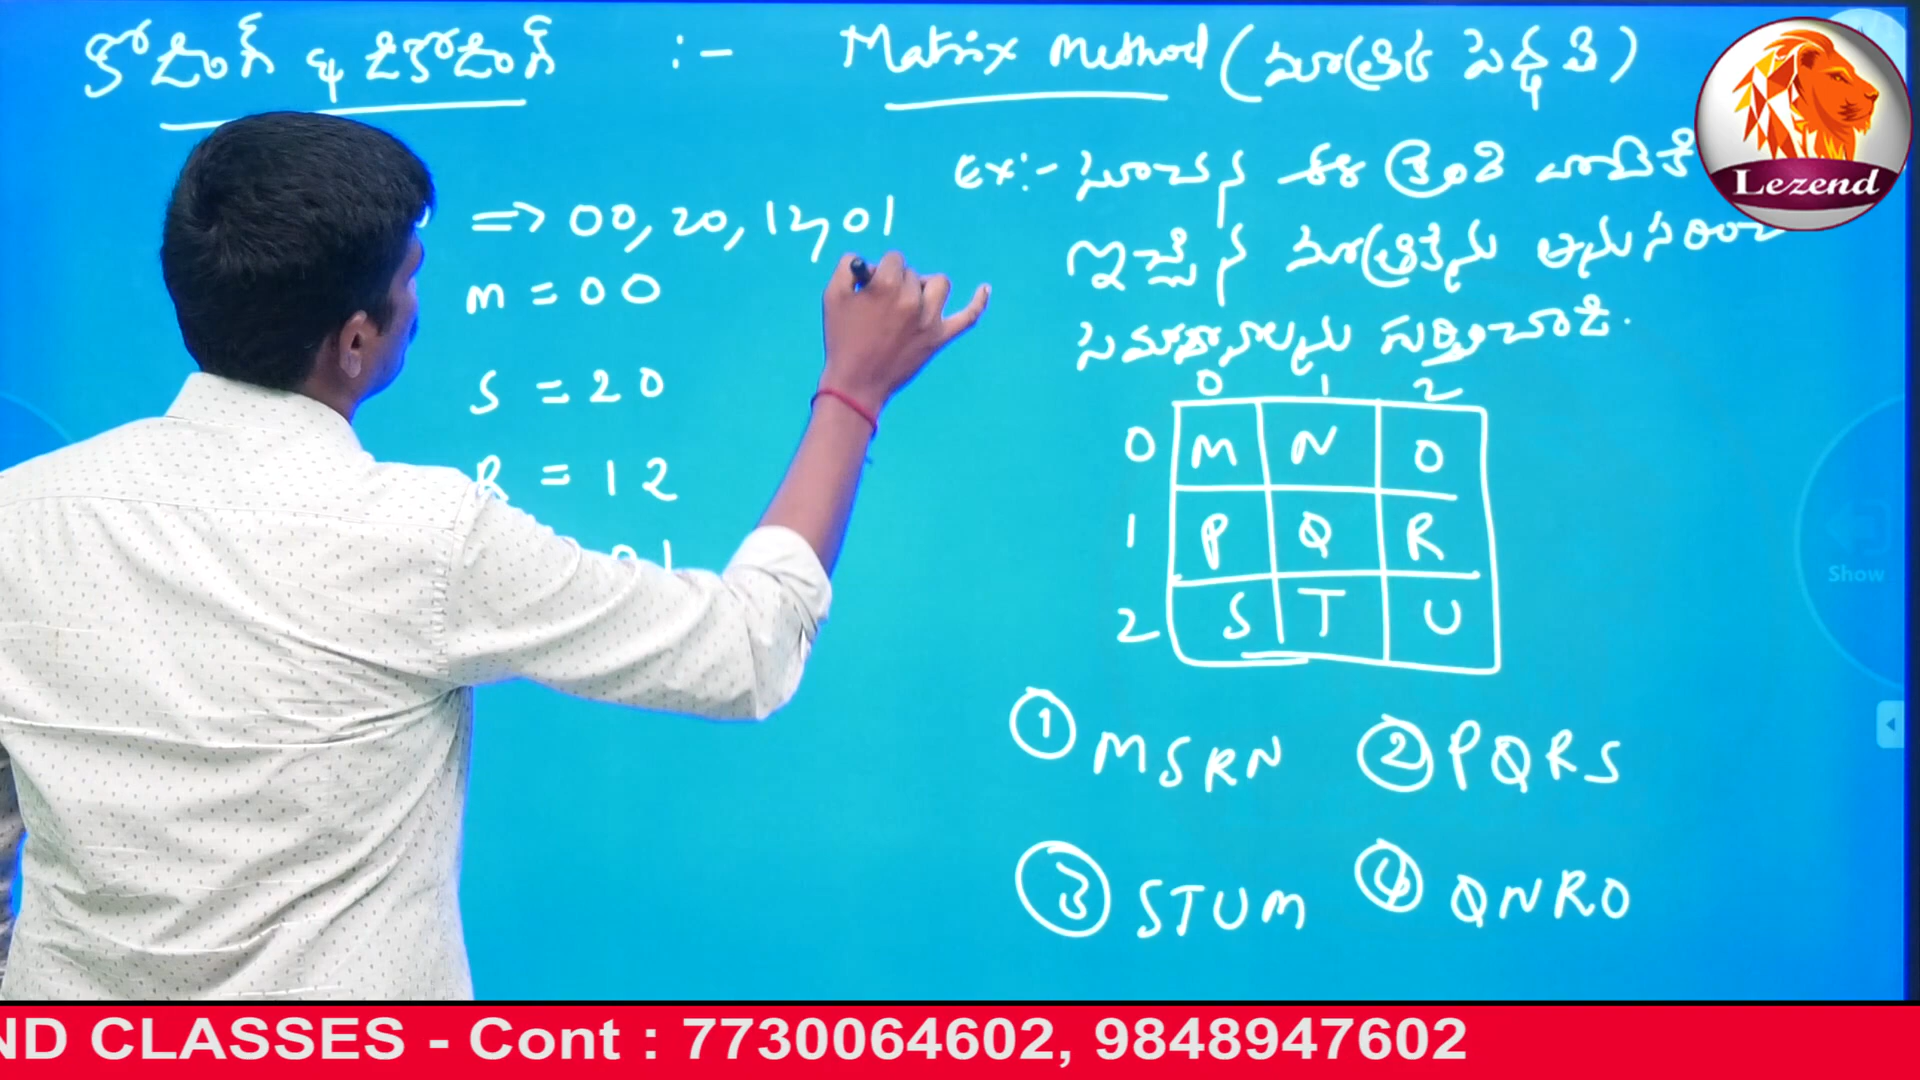 కోడింగ్ & డికోడింగ్ :- Matrix method (మాత్రిక పద్ధతి)
Ex:- సూచన ఈ క్రింది వాటికి
ఇచ్చిన మాత్రికను అనుసరించి
సమాధానాలను గుర్తించండి.
⇒ 00, 20, 12, 01
M = 00
S = 20
R = 12
01
0 1 2
0 M N O
1 P Q R
2 S T U
① MSRN ② PQRS
③ STUM ④ QNRO
Lezend
Show
ND CLASSES - Cont : 7730064602, 9848947602